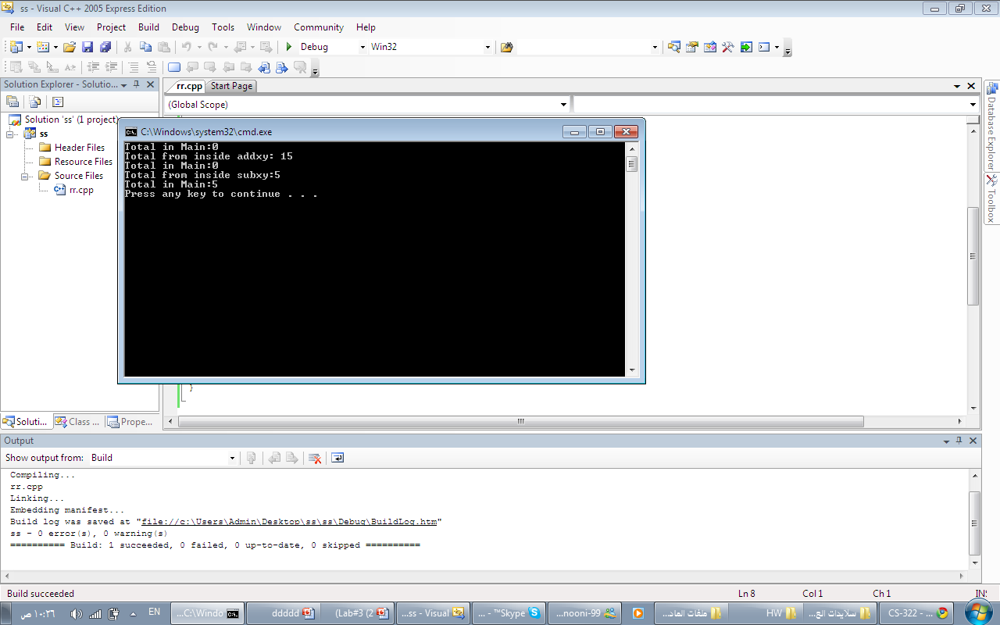 ss - Visual C++ 2005 Express Edition
File Edit View Project Build Debug Tools Window Community Help
Debug Win32
Solution Explorer - Solutio...
rr.cpp Start Page
(Global Scope)
Solution 'ss' (1 project)
ss
Header Files
Resource Files
Source Files
rr.cpp
C:\Windows\system32\cmd.exe
Total in Main:0
Total from inside addxy: 15
Total in Main:0
Total from inside subxy:5
Total in Main:5
Press any key to continue . . .
}
Database Explorer
Toolbox
Soluti... Class ... Prope...
Output
Show output from: Build
Compiling...
rr.cpp
Linking...
Embedding manifest...
Build log was saved at "file://c:\Users\Admin\Desktop\ss\ss\Debug\BuildLog.htm"
ss - 0 error(s), 0 warning(s)
========== Build: 1 succeeded, 0 failed, 0 up-to-date, 0 skipped ==========
Build succeeded Ln 8 Col 1 Ch 1 IN
١٠:٢٦ ص EN ...C:\Windo ddddd (Lab#3 (2 ...ss - Visual ... - ™Skype ...nooni-99 ملفات الماد... HW سلايدات الج... CS-322 - ...